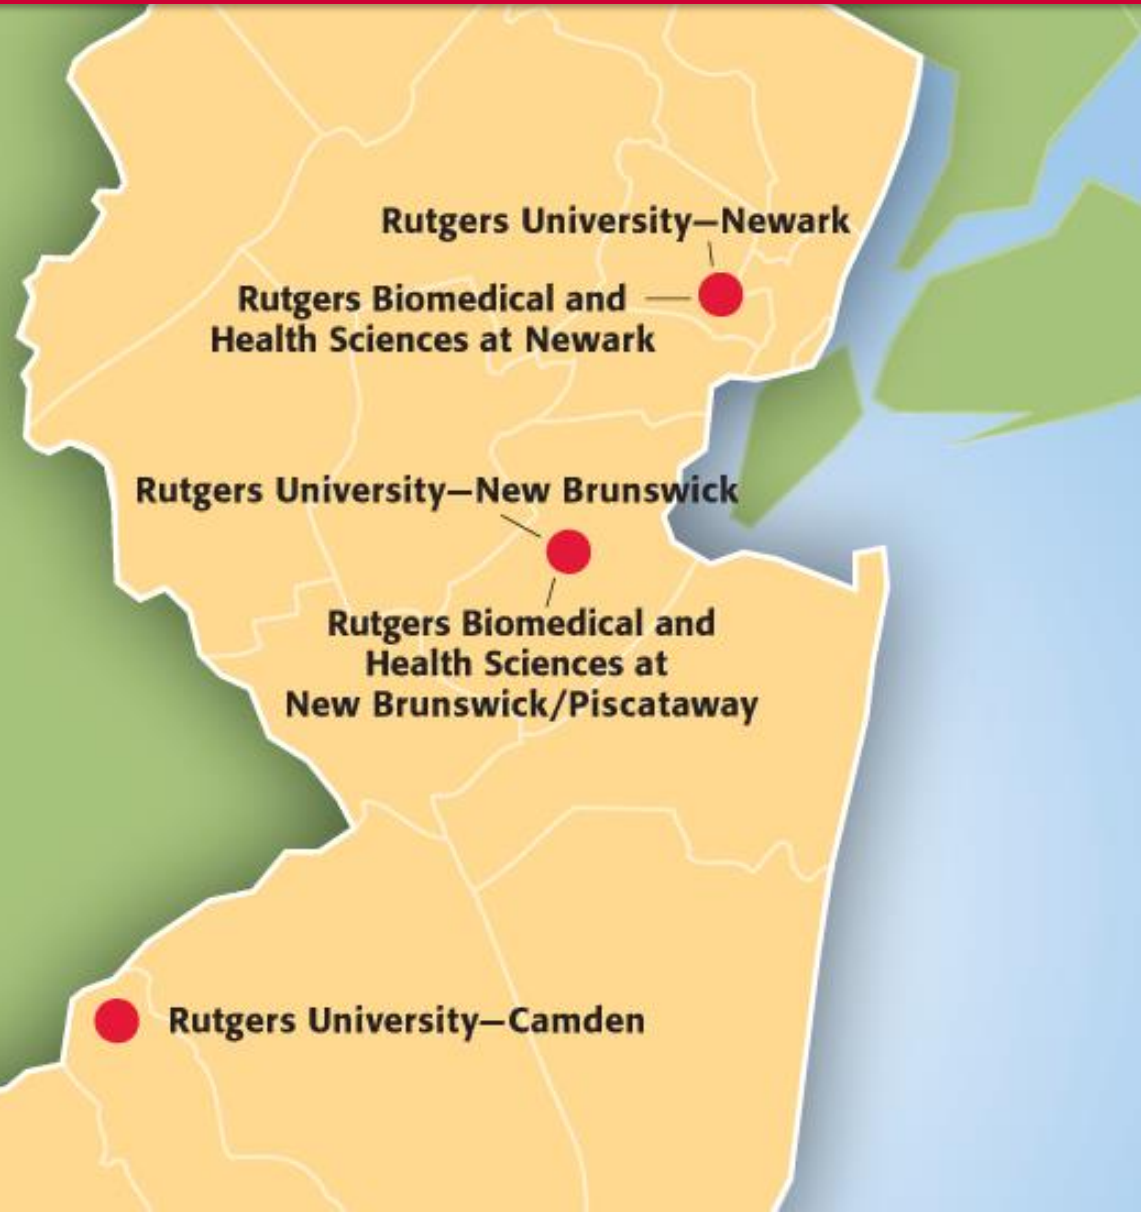 Rutgers University—Newark
Rutgers Biomedical and
Health Sciences at Newark
Rutgers University—New Brunswick
Rutgers Biomedical and
Health Sciences at
New Brunswick/Piscataway
Rutgers University—Camden